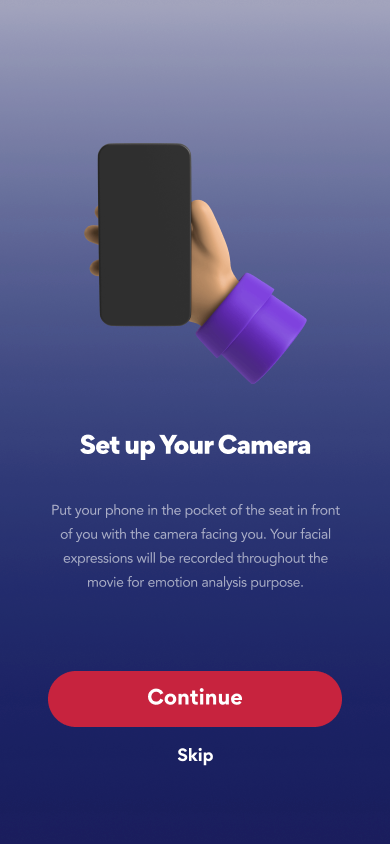 Set up Your Camera
Put your phone in the pocket of the seat in front
of you with the camera facing you. Your facial
expressions will be recorded throughout the
movie for emotion analysis purpose.
Continue
Skip